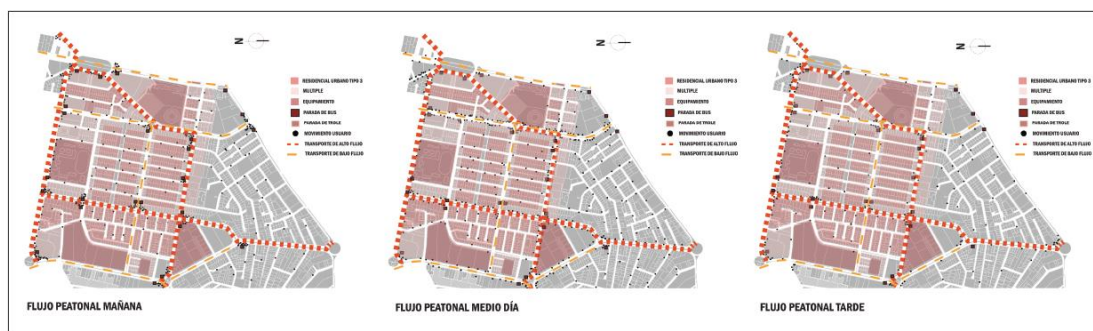 N
RESIDENCIAL URBANO TIPO 3
MULTIPLE
EQUIPAMIENTO
PARADA DE BUS
PARADA DE TROLE
MOVIMIENTO USUARIO
TRANSPORTE DE ALTO FLUJO
TRANSPORTE DE BAJO FLUJO
FLUJO PEATONAL MAÑANA
N
RESIDENCIAL URBANO TIPO 3
MULTIPLE
EQUIPAMIENTO
PARADA DE BUS
PARADA DE TROLE
MOVIMIENTO USUARIO
TRANSPORTE DE ALTO FLUJO
TRANSPORTE DE BAJO FLUJO
FLUJO PEATONAL MEDIO DÍA
N
RESIDENCIAL URBANO TIPO 3
MULTIPLE
EQUIPAMIENTO
PARADA DE BUS
PARADA DE TROLE
MOVIMIENTO USUARIO
TRANSPORTE DE ALTO FLUJO
TRANSPORTE DE BAJO FLUJO
FLUJO PEATONAL TARDE